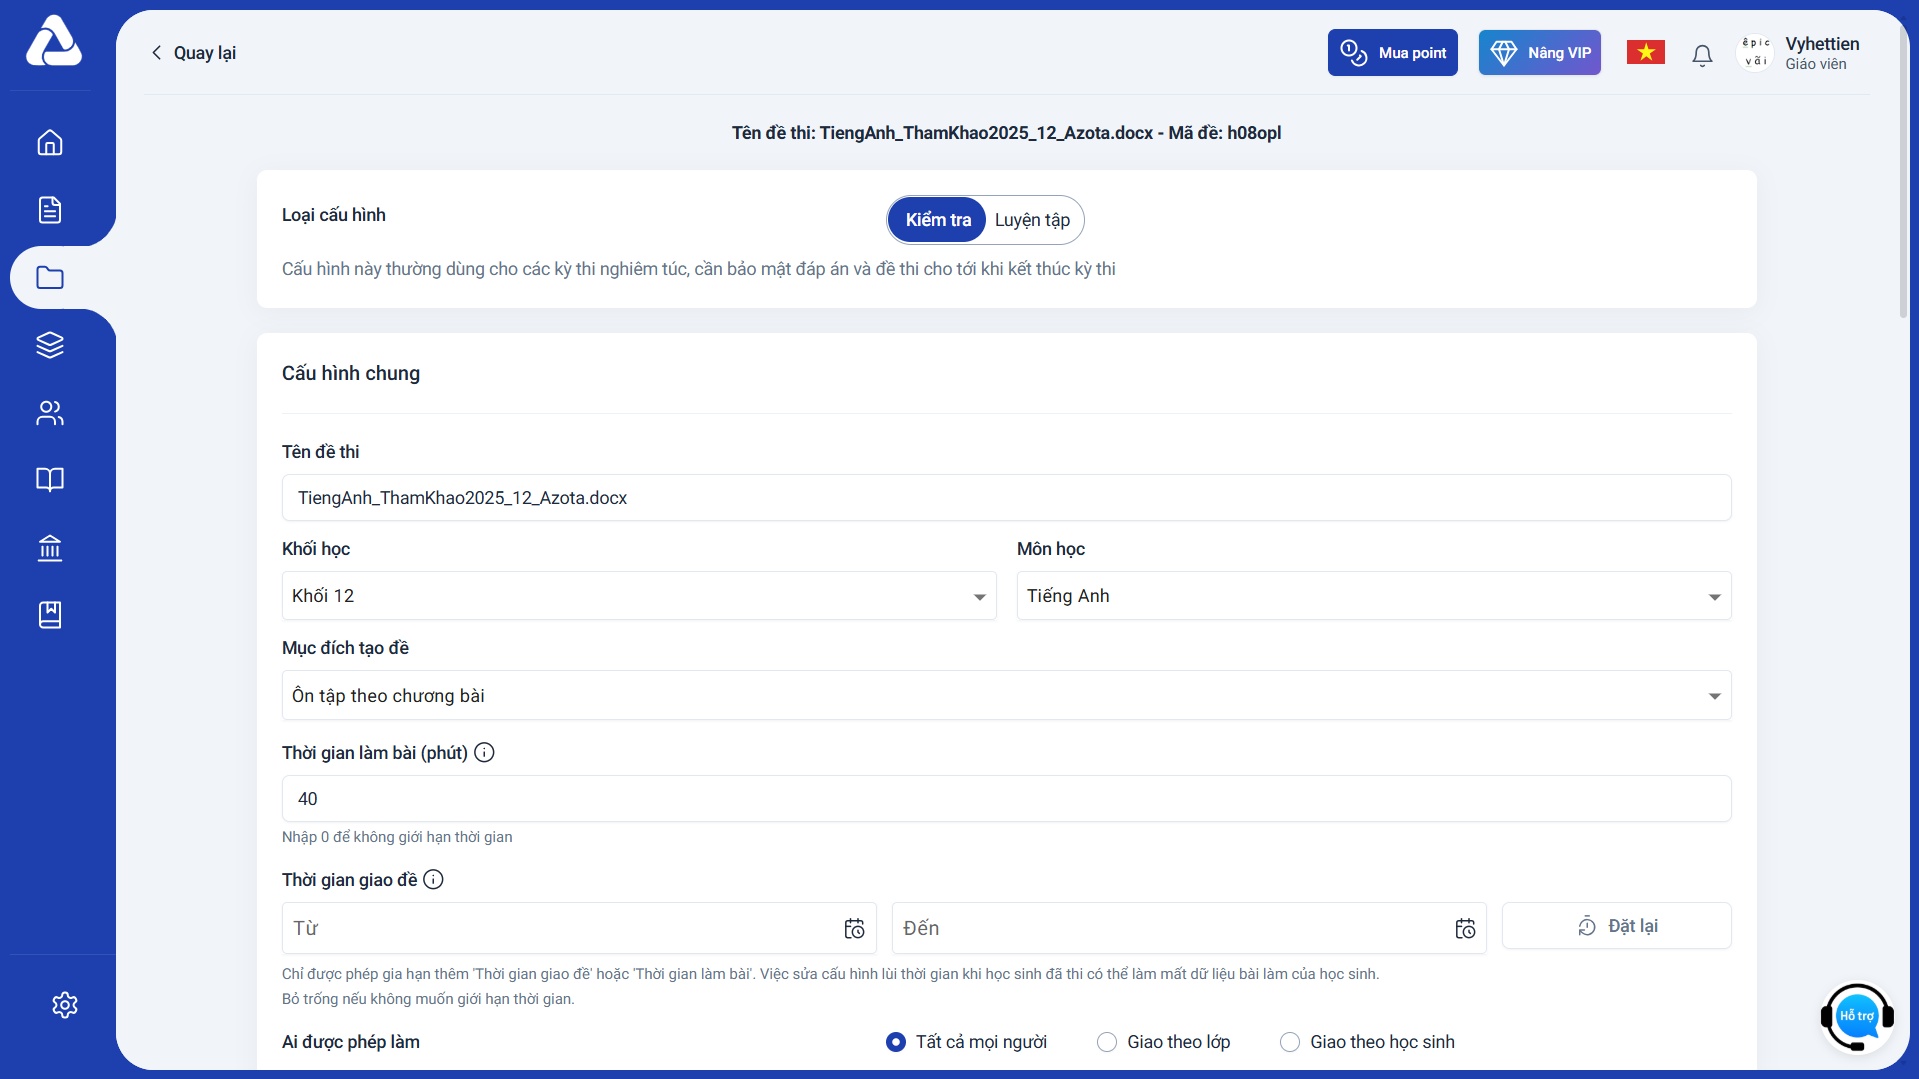 Quay lại
Mua point
Nâng VIP
êpic
vãi
Vyhettien
Giáo viên
Tên đề thi: TiengAnh_ThamKhao2025_12_Azota.docx - Mã đề: h08opl
Loại cấu hình
Kiểm tra
Luyện tập
Cấu hình này thường dùng cho các kỳ thi nghiêm túc, cần bảo mật đáp án và đề thi cho tới khi kết thúc kỳ thi
Cấu hình chung
Tên đề thi
TiengAnh_ThamKhao2025_12_Azota.docx
Khối học
Môn học
Khối 12
Tiếng Anh
Mục đích tạo đề
Ôn tập theo chương bài
Thời gian làm bài (phút)
40
Nhập 0 để không giới hạn thời gian
Thời gian giao đề
Từ
Đến
Đặt lại
Chỉ được phép gia hạn thêm 'Thời gian giao đề' hoặc 'Thời gian làm bài'. Việc sửa cấu hình lùi thời gian khi học sinh đã thi có thể làm mất dữ liệu bài làm của học sinh.
Bỏ trống nếu không muốn giới hạn thời gian.
Ai được phép làm
Tất cả mọi người
Giao theo lớp
Giao theo học sinh
Hỗ trợ